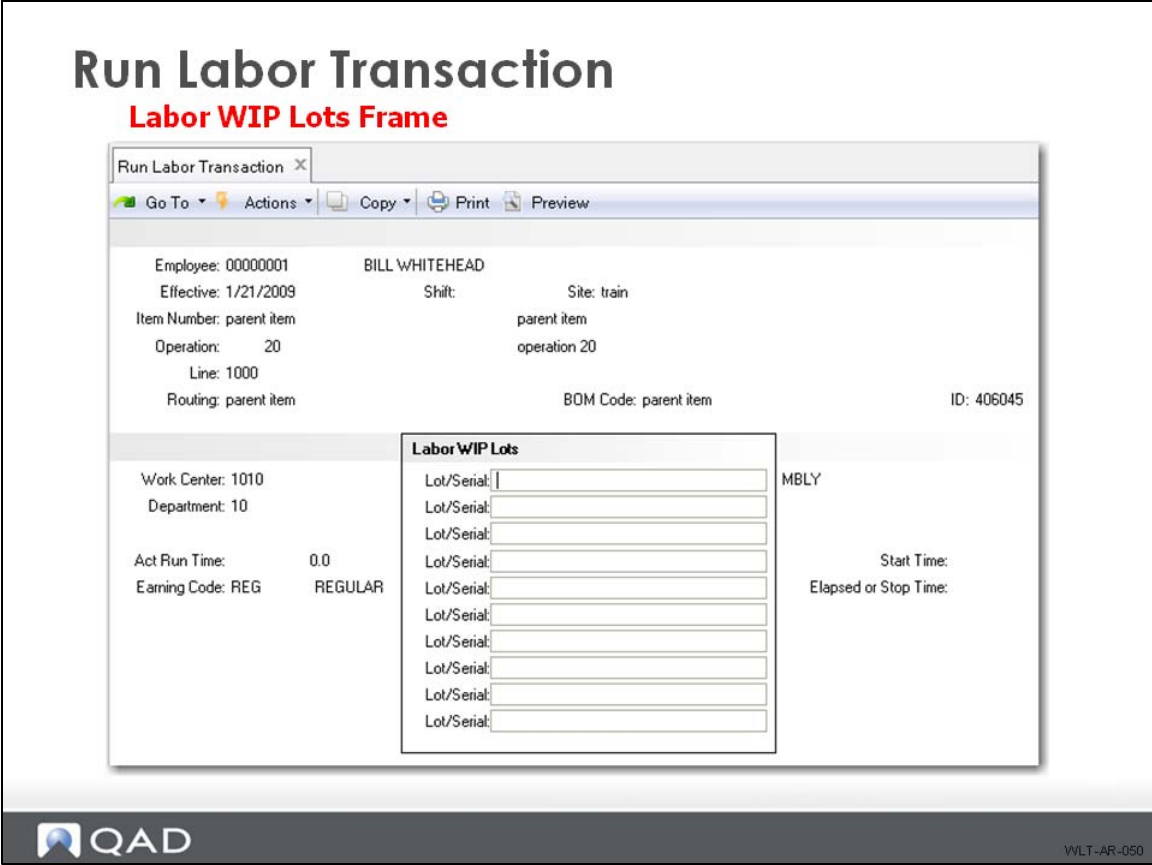 Run Labor Transaction
Labor WIP Lots Frame
Run Labor Transaction
Go To Actions Copy Print Preview
Employee: 00000001 BILL WHITEHEAD
Effective: 1/21/2009 Shift: Site: train
Item Number: parent item parent item
Operation: 20 operation 20
Line: 1000
Routing: parent item BOM Code: parent item ID: 406045
Labor WIP Lots
Work Center: 1010 Lot/Serial: MBLY
Department: 10 Lot/Serial:
Lot/Serial:
Act Run Time: 0.0 Lot/Serial: Start Time:
Earning Code: REG REGULAR Lot/Serial: Elapsed or Stop Time:
Lot/Serial:
Lot/Serial:
Lot/Serial:
Lot/Serial:
Lot/Serial:
QAD
WLT-AR-050